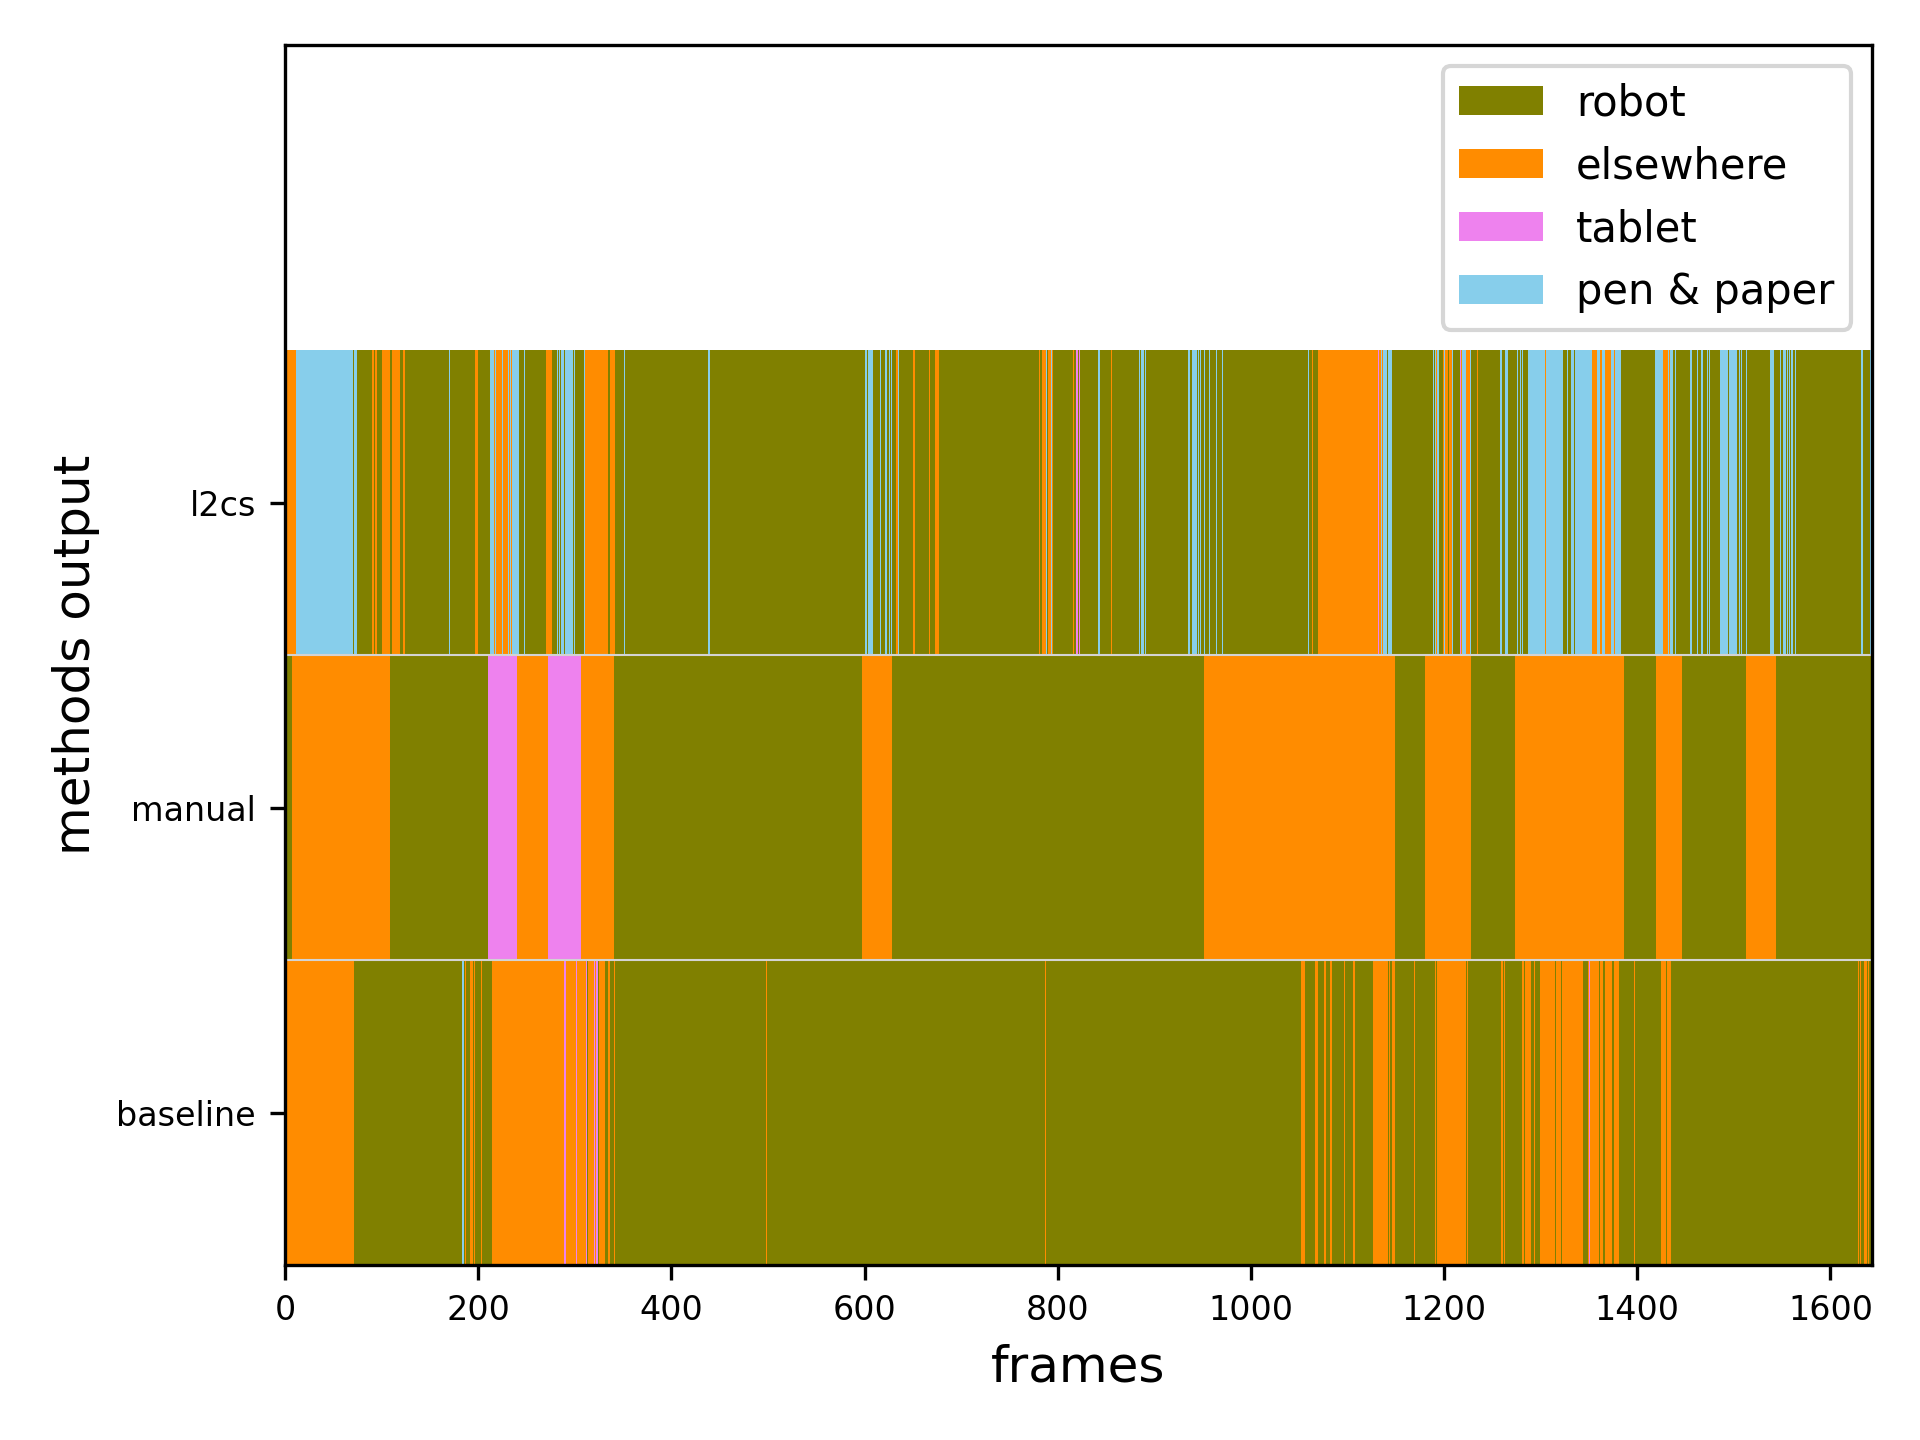 robot
elsewhere
tablet
pen & paper
methods output
l2cs
manual
baseline
0 200 400 600 800 1000 1200 1400 1600
frames